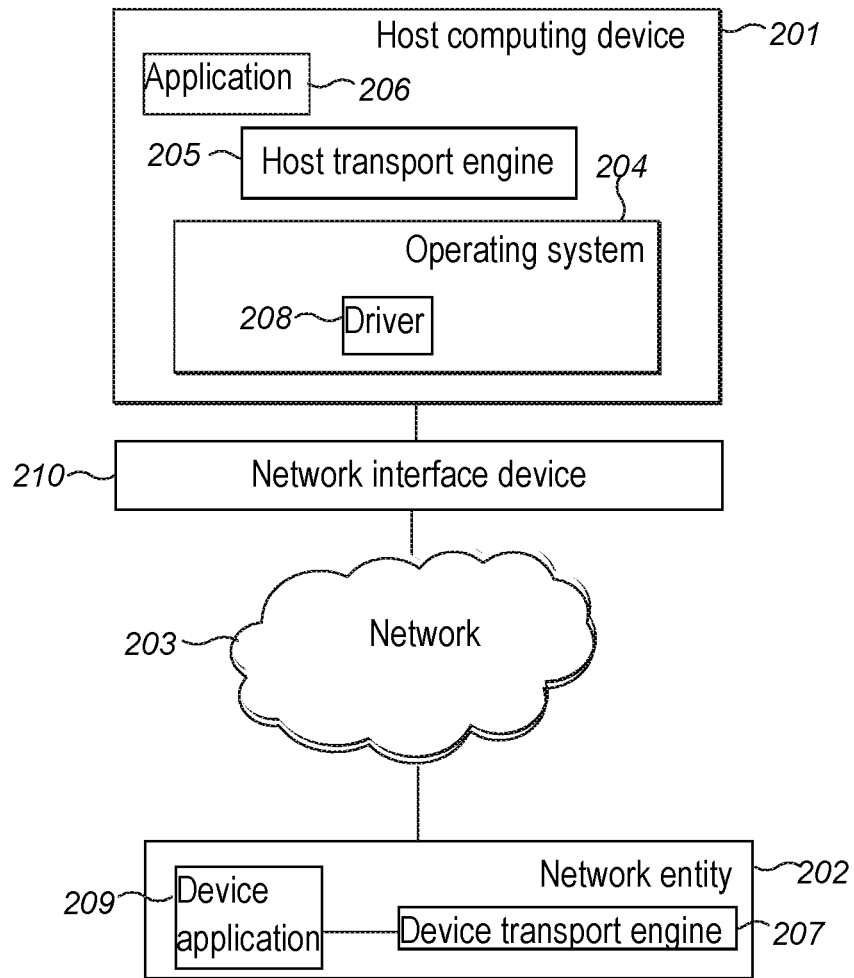 Host computing device
201
Application
206
205
Host transport engine
204
Operating system
208
Driver
210
Network interface device
203
Network
Network entity
202
209
Device
application
Device transport engine
207